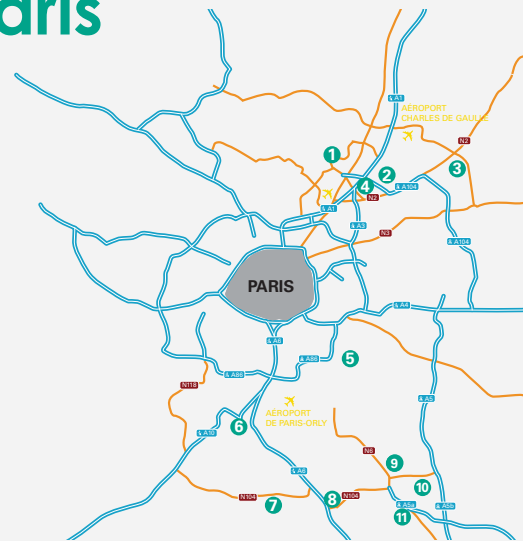 aris
A1
AÉROPORT
CHARLES DE GAULLE
N2
1
2
3
4
A104
N2
A1
A3
N3
A104
PARIS
A4
A6
A86
5
A86
N118
A5
AÉROPORT
DE PARIS-ORLY
6
A10
N6
9
A6
10
N104
7
8
N104
A5a
A5b
11